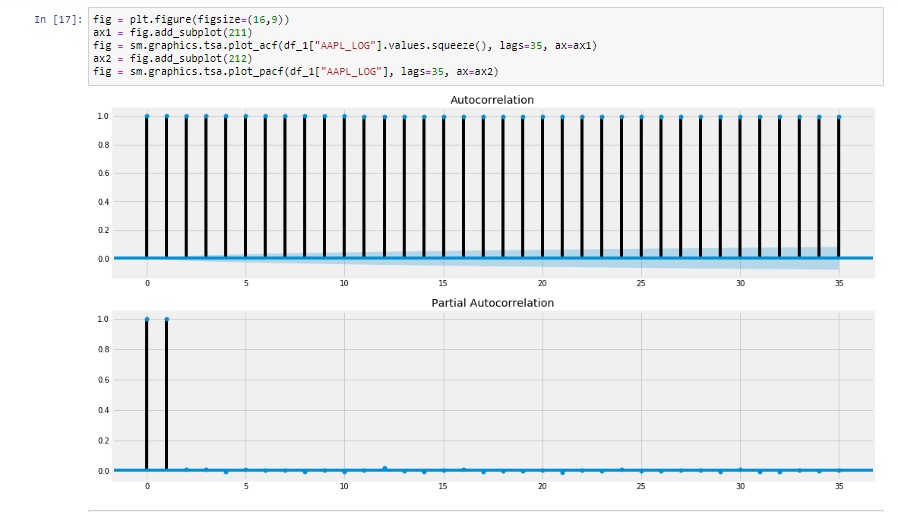 In [17]: fig = plt.figure(figsize=(16,9))
ax1 = fig.add_subplot(211)
fig = sm.graphics.tsa.plot_acf(df_1["AAPL_LOG"].values.squeeze(), lags=35, ax=ax1)
ax2 = fig.add_subplot(212)
fig = sm.graphics.tsa.plot_pacf(df_1["AAPL_LOG"], lags=35, ax=ax2)
Autocorrelation
1.0
0.8
0.6
0.4
0.2
0.0
0 5 10 15 20 25 30 35
Partial Autocorrelation
1.0
0.8
0.6
0.4
0.2
0.0
0 5 10 15 20 25 30 35